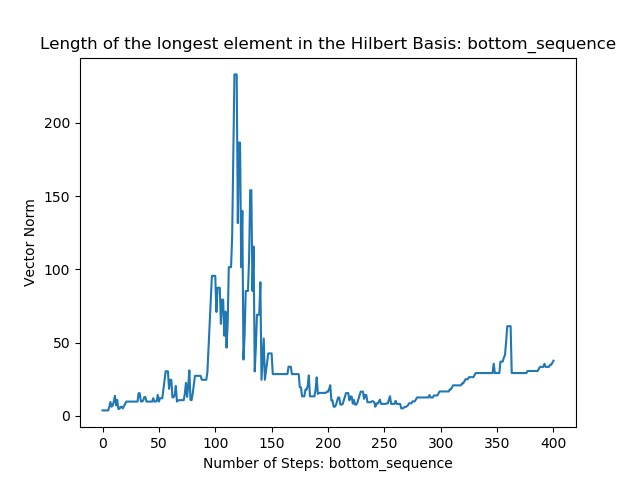 Length of the longest element in the Hilbert Basis: bottom_sequence
200
150
100
50
0
Vector Norm
0 50 100 150 200 250 300 350 400
Number of Steps: bottom_sequence